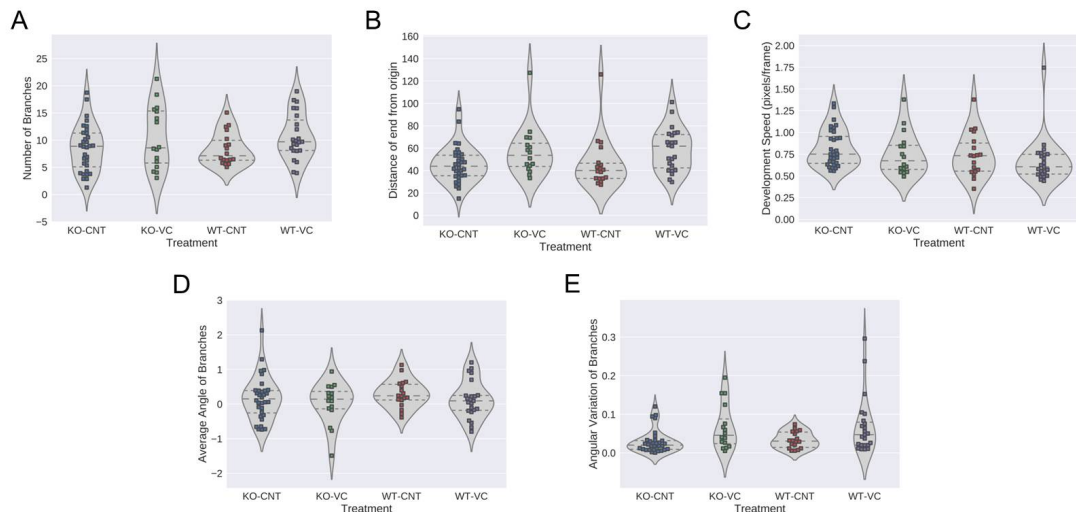 A
Number of Branches
25
20
15
10
5
0
−5
KO-CNT KO-VC WT-CNT WT-VC
Treatment
B
Distance of end from origin
160
140
120
100
80
60
40
20
0
KO-CNT KO-VC WT-CNT WT-VC
Treatment
C
Development Speed (pixels/frame)
2.00
1.75
1.50
1.25
1.00
0.75
0.50
0.25
0.00
KO-CNT KO-VC WT-CNT WT-VC
Treatment
D
Average Angle of Branches
3
2
1
0
−1
−2
KO-CNT KO-VC WT-CNT WT-VC
Treatment
E
Angular Variation of Branches
0.3
0.2
0.1
0.0
KO-CNT KO-VC WT-CNT WT-VC
Treatment